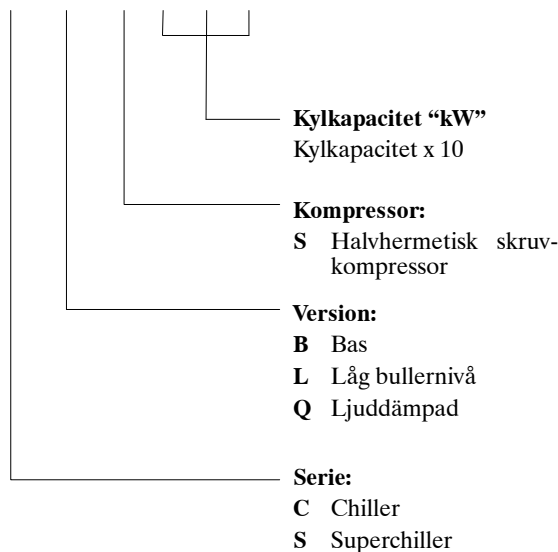 Kylkapacitet “kW”
Kylkapacitet x 10
Kompressor:
S Halvhermetisk skruv-
kompressor
Version:
B Bas
L Låg bullernivå
Q Ljuddämpad
Serie:
C Chiller
S Superchiller